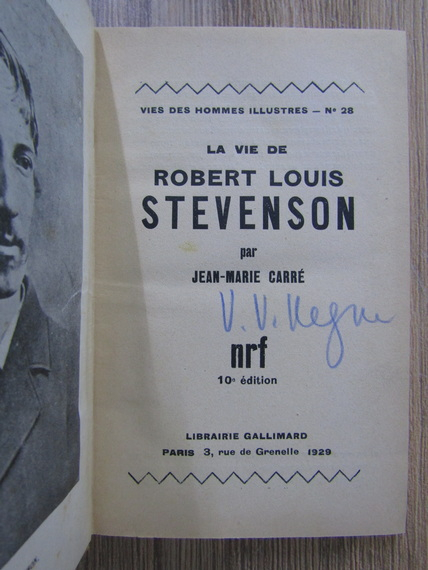 VIES DES HOMMES ILLUSTRES — Nº 28
LA VIE DE
ROBERT LOUIS
STEVENSON
par
JEAN-MARIE CARRÉ
V. V.
nrf
10ᵉ édition
LIBRAIRIE GALLIMARD
PARIS 3, rue de Grenelle 1929